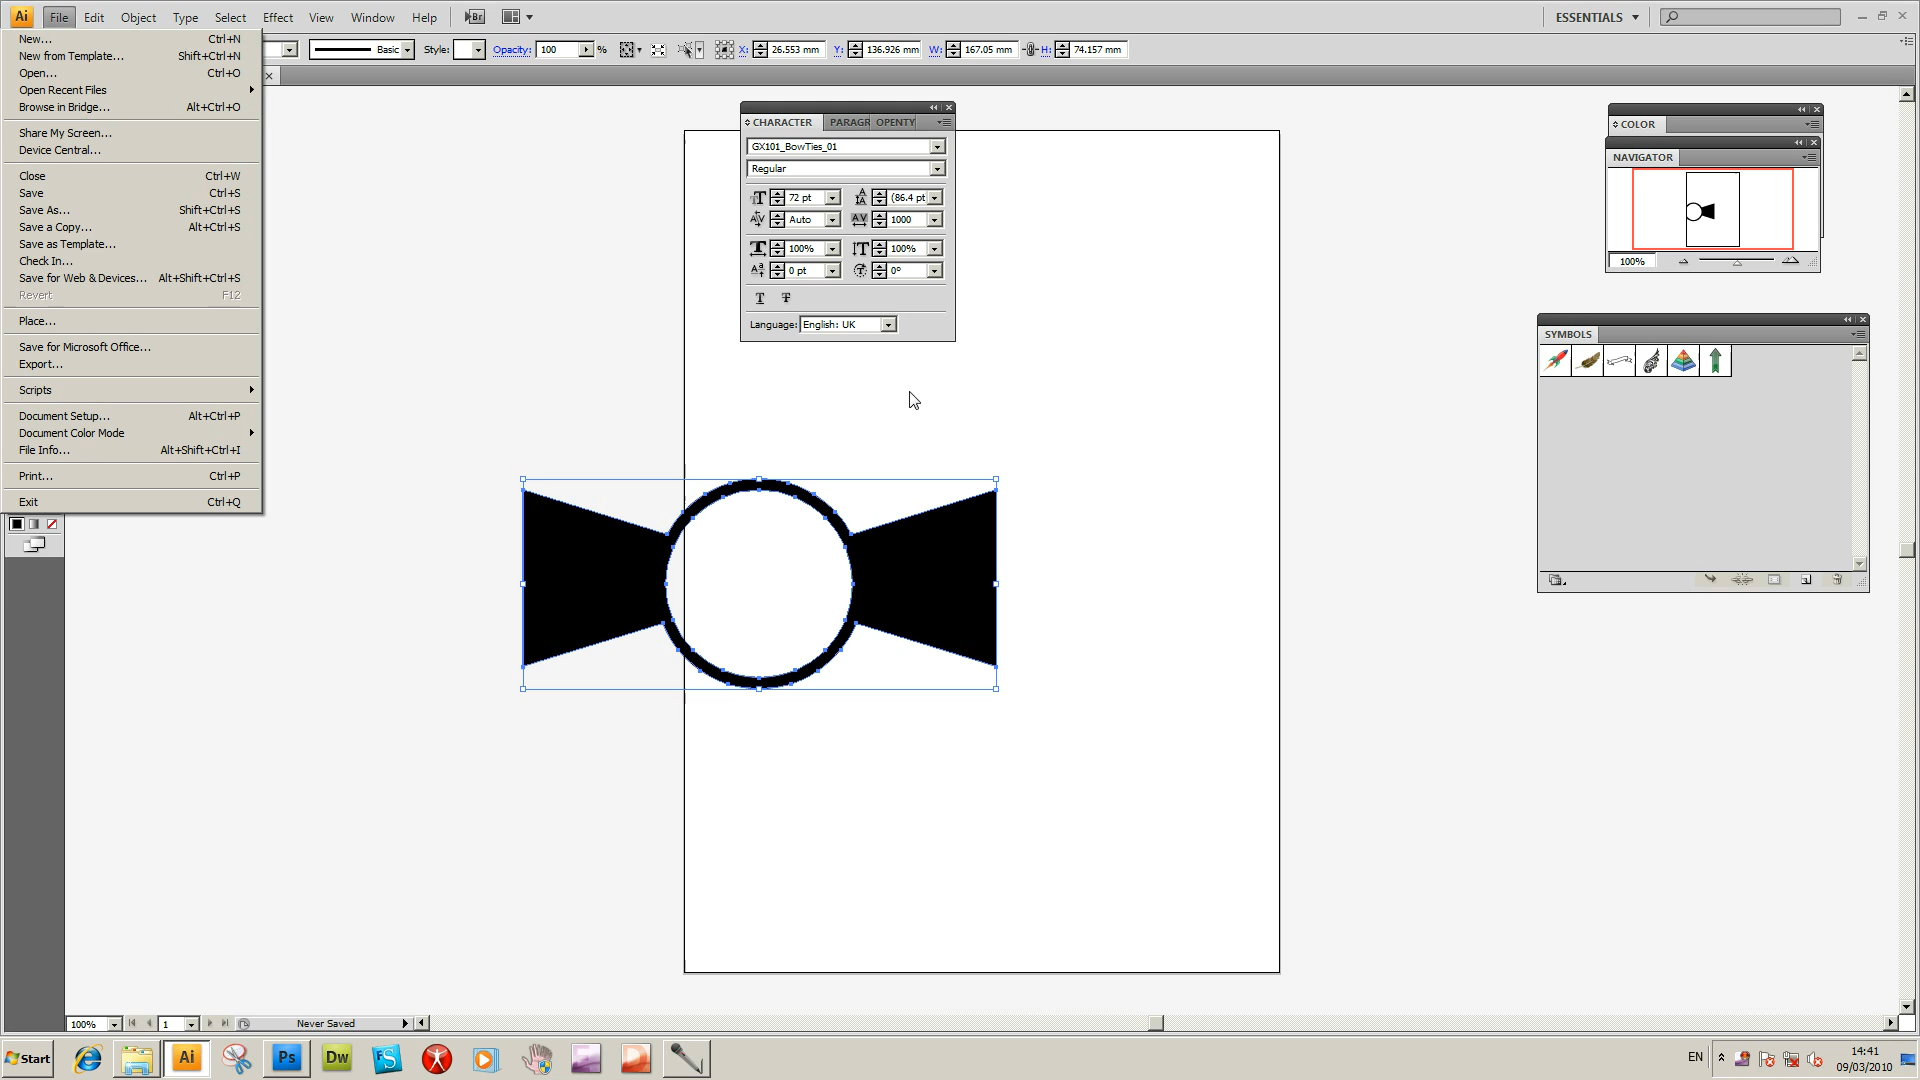 Ai File Edit Object Type Select Effect View Window Help Br ESSENTIALS
Basic Style: Opacity: 100 % X: 26.553 mm Y: 136.926 mm W: 167.05 mm H: 74.157 mm
New... Ctrl+N
New from Template... Shift+Ctrl+N
Open... Ctrl+O
Open Recent Files
Browse in Bridge... Alt+Ctrl+O
Share My Screen...
Device Central...
Close Ctrl+W
Save Ctrl+S
Save As... Shift+Ctrl+S
Save a Copy... Alt+Ctrl+S
Save as Template...
Check In...
Save for Web & Devices... Alt+Shift+Ctrl+S
Revert F12
Place...
Save for Microsoft Office...
Export...
Scripts
Document Setup... Alt+Ctrl+P
Document Color Mode
File Info... Alt+Shift+Ctrl+I
Print... Ctrl+P
Exit Ctrl+Q
CHARACTER PARAGR OPENTY
GX101_BowTies_01
Regular
72 pt (86.4 pt
Auto 1000
100% 100%
0 pt 0°
Language: English: UK
COLOR
NAVIGATOR
100%
SYMBOLS
100% 1 Never Saved
Start Ai Ps Dw FS EN 14:41
09/03/2010